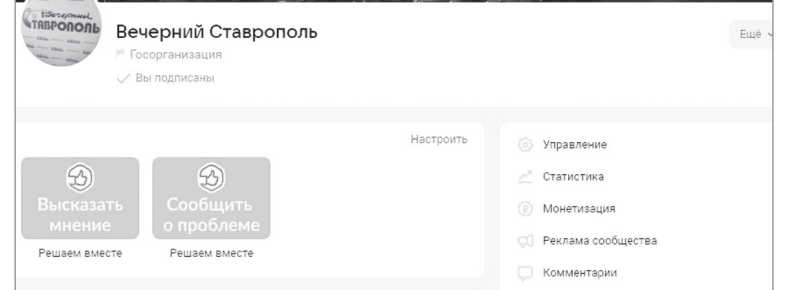 Вечерний
СТАВРОПОЛЬ
Вечерний Ставрополь
Госорганизация
Вы подписаны
Ещё
Настроить
Высказать
мнение
Сообщить
о проблеме
Решаем вместе
Решаем вместе
Управление
Статистика
Монетизация
Реклама сообщества
Комментарии